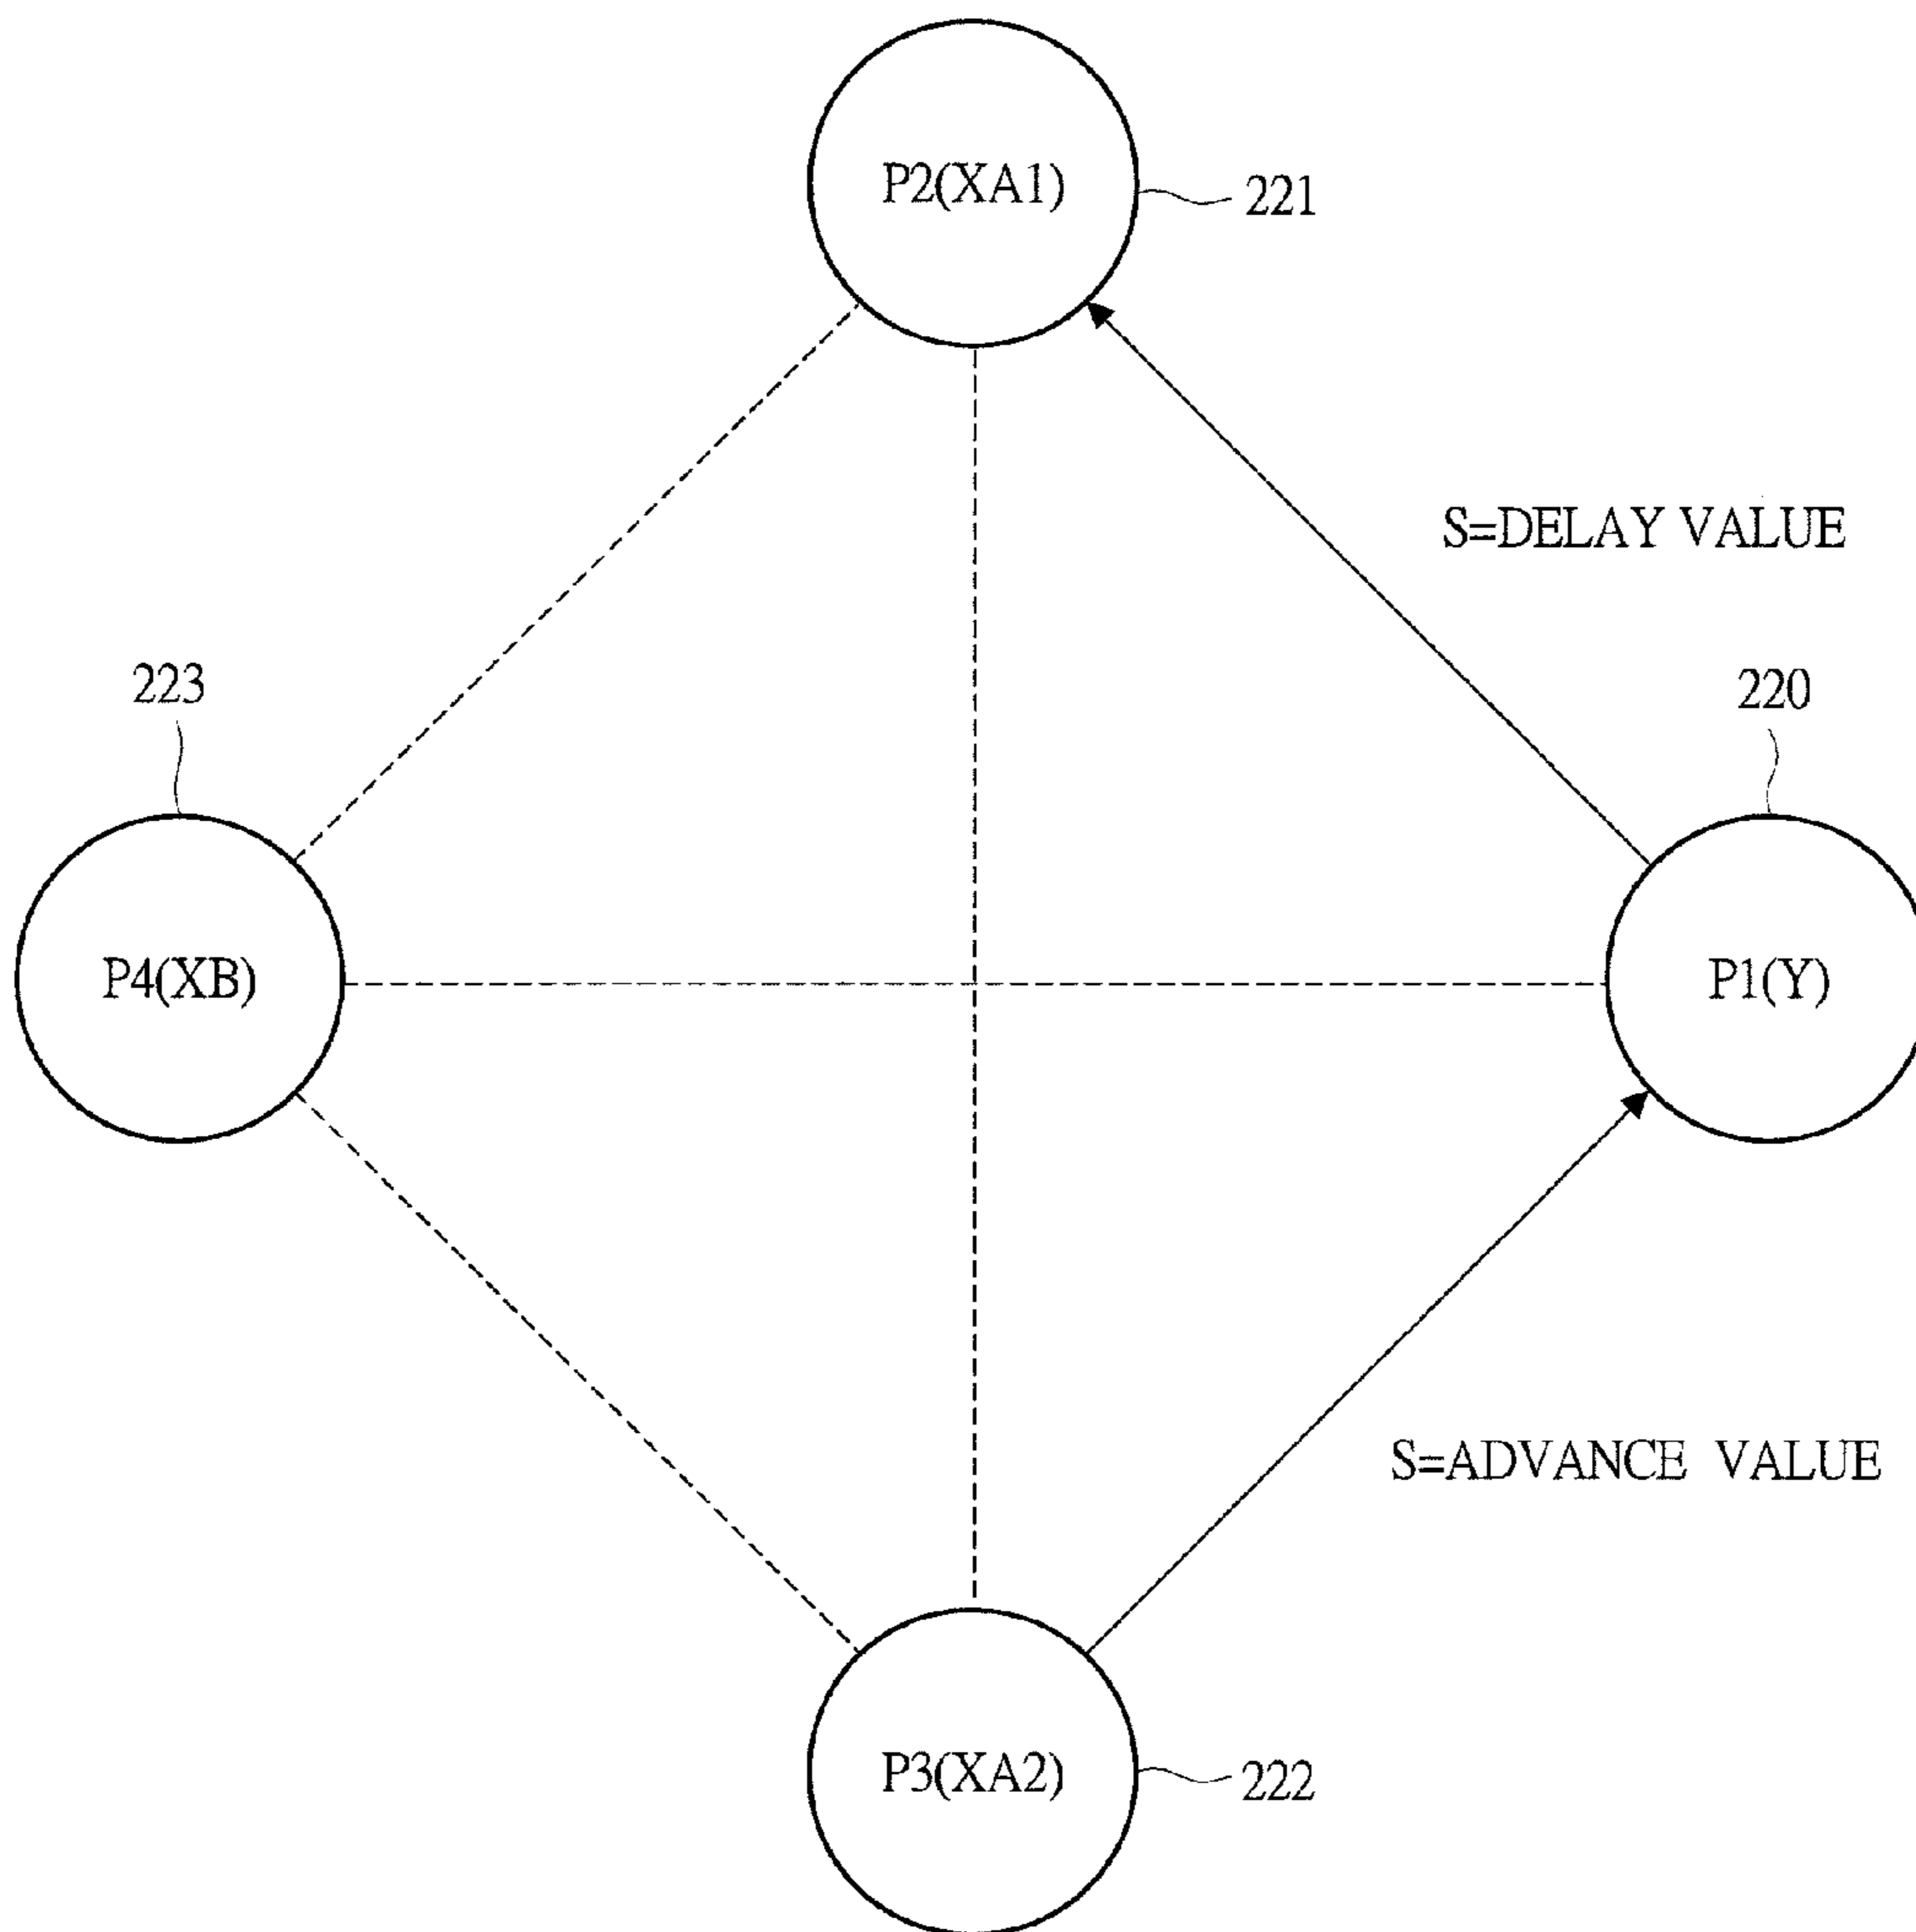 P2(XA1)
221
S=DELAY VALUE
223
220
P4(XB)
P1(Y)
S=ADVANCE VALUE
P3(XA2)
222